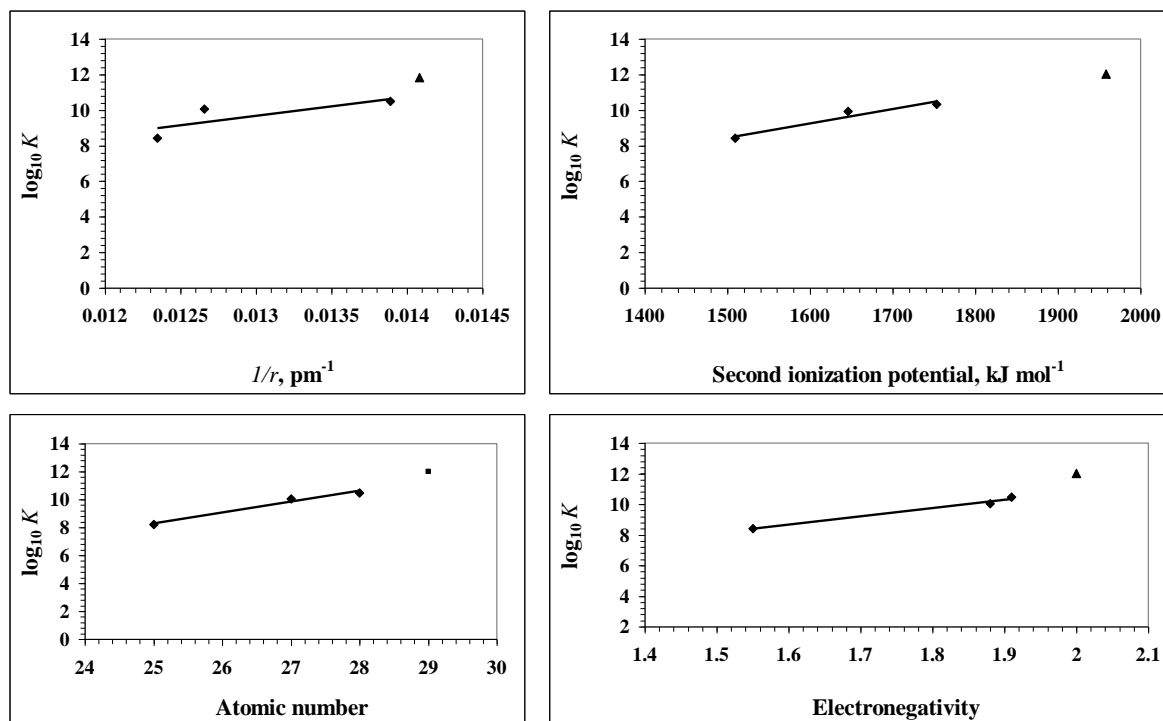 14
12
10
8
6
4
2
0
log₁₀ K
0.012 0.0125 0.013 0.0135 0.014 0.0145
1/r, pm⁻¹
14
12
10
8
6
4
2
0
log₁₀ K
1400 1500 1600 1700 1800 1900 2000
Second ionization potential, kJ mol⁻¹
14
12
10
8
6
4
2
0
log₁₀ K
24 25 26 27 28 29 30
Atomic number
14
12
10
8
6
4
2
log₁₀ K
1.4 1.5 1.6 1.7 1.8 1.9 2 2.1
Electronegativity